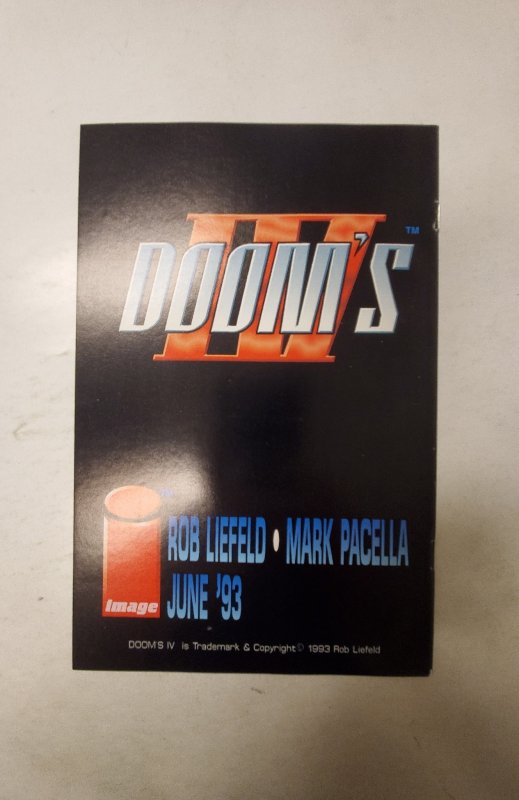 DOOM'S
IV
TM
ROB LIEFELD • MARK PACELLA
JUNE '93
image
DOOM'S IV is Trademark & Copyright © 1993 Rob Liefeld